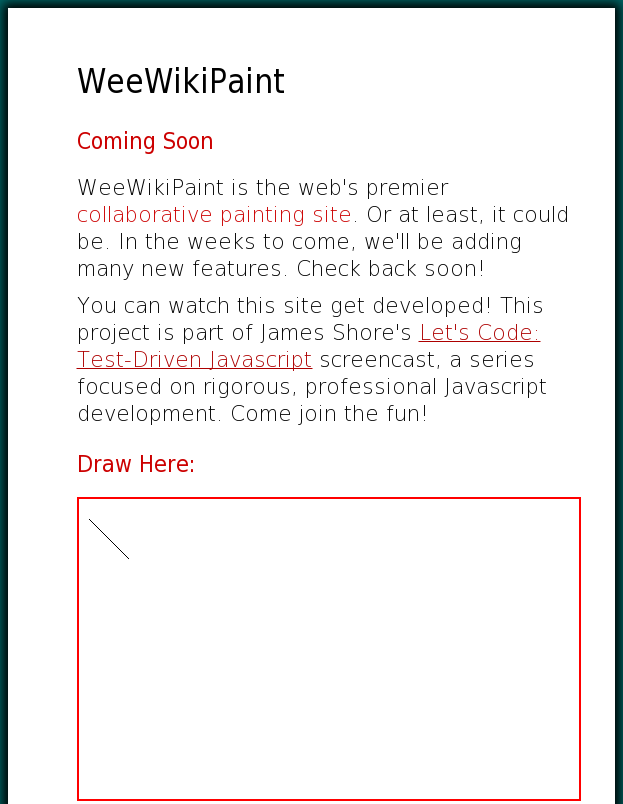 WeeWikiPaint
Coming Soon
WeeWikiPaint is the web's premier
collaborative painting site. Or at least, it could
be. In the weeks to come, we'll be adding
many new features. Check back soon!
You can watch this site get developed! This
project is part of James Shore's Let's Code:
Test-Driven Javascript screencast, a series
focused on rigorous, professional Javascript
development. Come join the fun!
Draw Here: